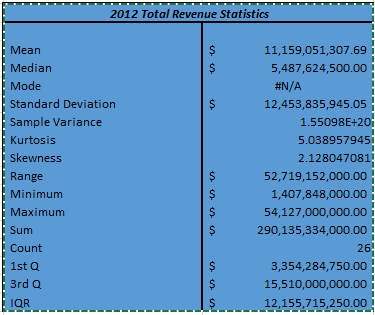 2012 Total Revenue Statistics
Mean $ 11,159,051,307.69
Median $ 5,487,624,500.00
Mode #N/A
Standard Deviation $ 12,453,835,945.05
Sample Variance 1.55098E+20
Kurtosis 5.038957945
Skewness 2.128047081
Range $ 52,719,152,000.00
Minimum $ 1,407,848,000.00
Maximum $ 54,127,000,000.00
Sum $ 290,135,334,000.00
Count 26
1st Q $ 3,354,284,750.00
3rd Q $ 15,510,000,000.00
IQR $ 12,155,715,250.00